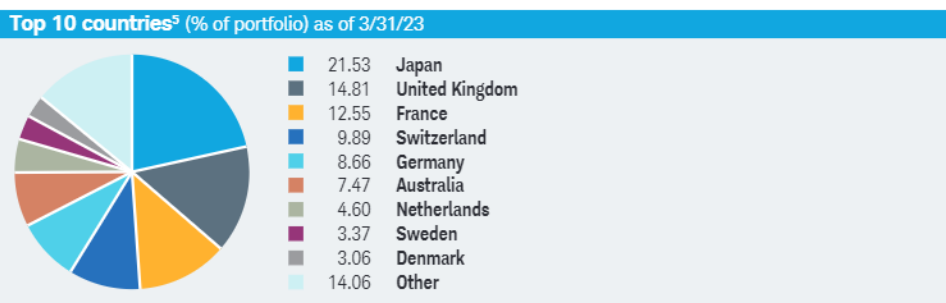 Top 10 countries⁵ (% of portfolio) as of 3/31/23
21.53 Japan
14.81 United Kingdom
12.55 France
9.89 Switzerland
8.66 Germany
7.47 Australia
4.60 Netherlands
3.37 Sweden
3.06 Denmark
14.06 Other